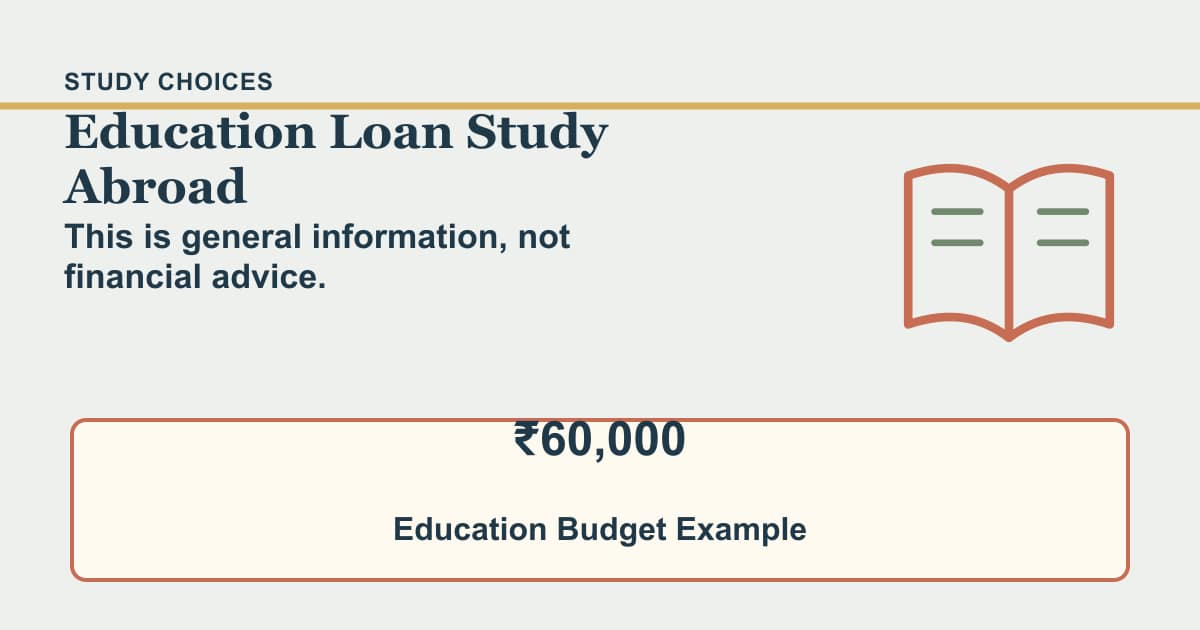 STUDY CHOICES
Education Loan Study
Abroad
This is general information, not
financial advice.
₹60,000
Education Budget Example